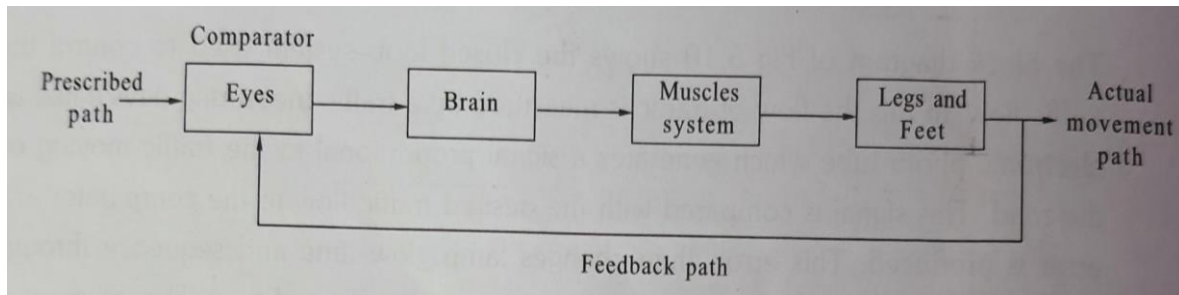 Comparator
Prescribed
path
Eyes
Brain
Muscles
system
Legs and
Feet
Actual
movement
path
Feedback path